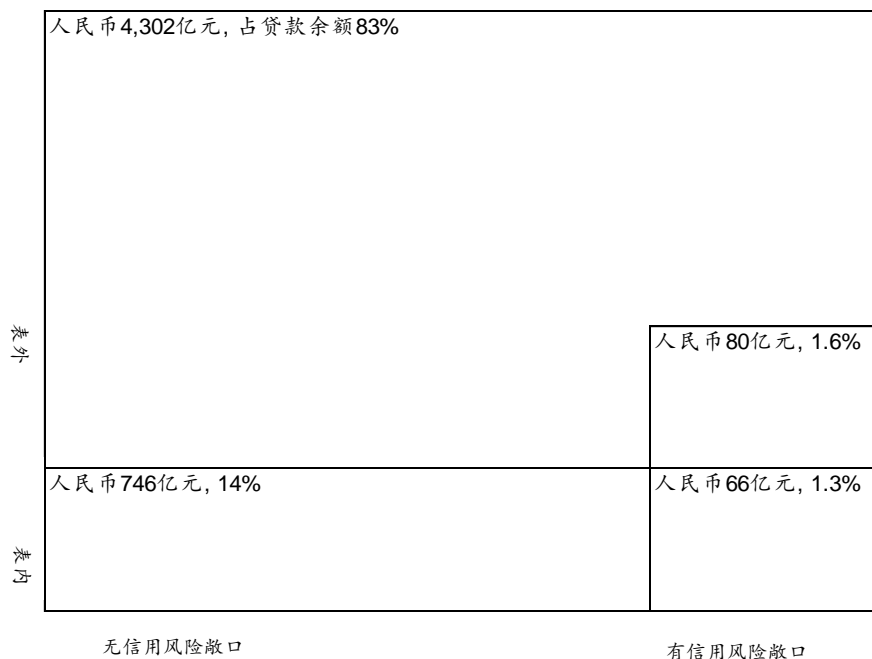 人民币4,302亿元, 占贷款余额83%
表外
人民币80亿元, 1.6%
人民币746亿元, 14%
人民币66亿元, 1.3%
表内
无信用风险敞口
有信用风险敞口